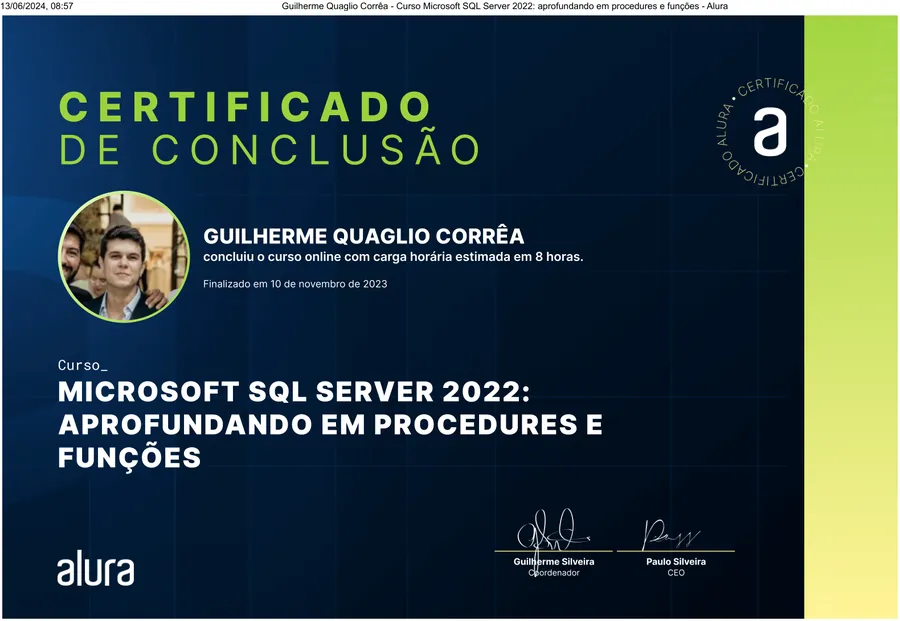 13/06/2024, 08:57
Guilherme Quaglio Corrêa - Curso Microsoft SQL Server 2022: aprofundando em procedures e funções - Alura
CERTIFICADO
DE CONCLUSÃO
CERTIFICADO ALURA • CERTIFICADO ALURA •
a
GUILHERME QUAGLIO CORRÊA
concluiu o curso online com carga horária estimada em 8 horas.
Finalizado em 10 de novembro de 2023
Curso_
MICROSOFT SQL SERVER 2022:
APROFUNDANDO EM PROCEDURES E
FUNÇÕES
alura
Guilherme Silveira
Coordenador
Paulo Silveira
CEO